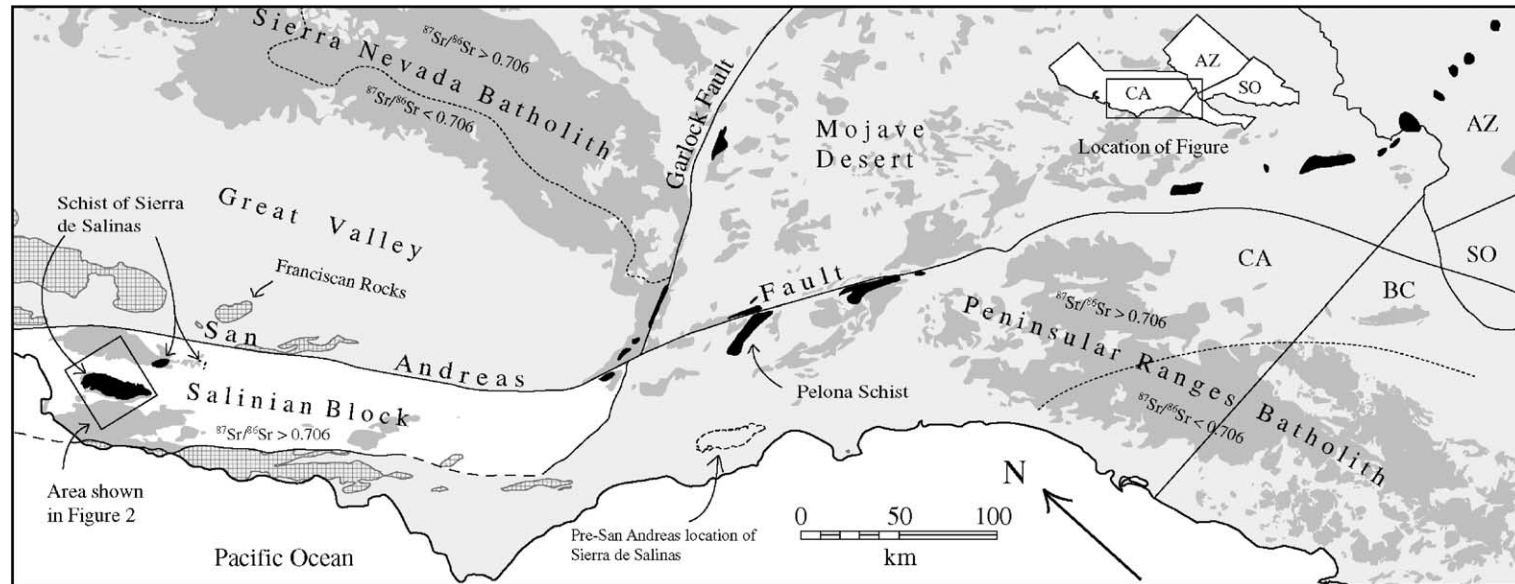 Sierra Nevada Batholith
⁸⁷Sr/⁸⁶Sr > 0.706
⁸⁷Sr/⁸⁶Sr < 0.706
Garlock Fault
Mojave
Desert
CA
AZ
SO
Location of Figure
AZ
SO
CA
BC
Schist of Sierra
de Salinas
Great Valley
Franciscan Rocks
San Andreas Fault
Salinian Block
⁸⁷Sr/⁸⁶Sr > 0.706
Pelona Schist
⁸⁷Sr/⁸⁶Sr > 0.706
Peninsular Ranges Batholith
⁸⁷Sr/⁸⁶Sr < 0.706
Area shown
in Figure 2
Pacific Ocean
Pre-San Andreas location of
Sierra de Salinas
0 50 100
km
N